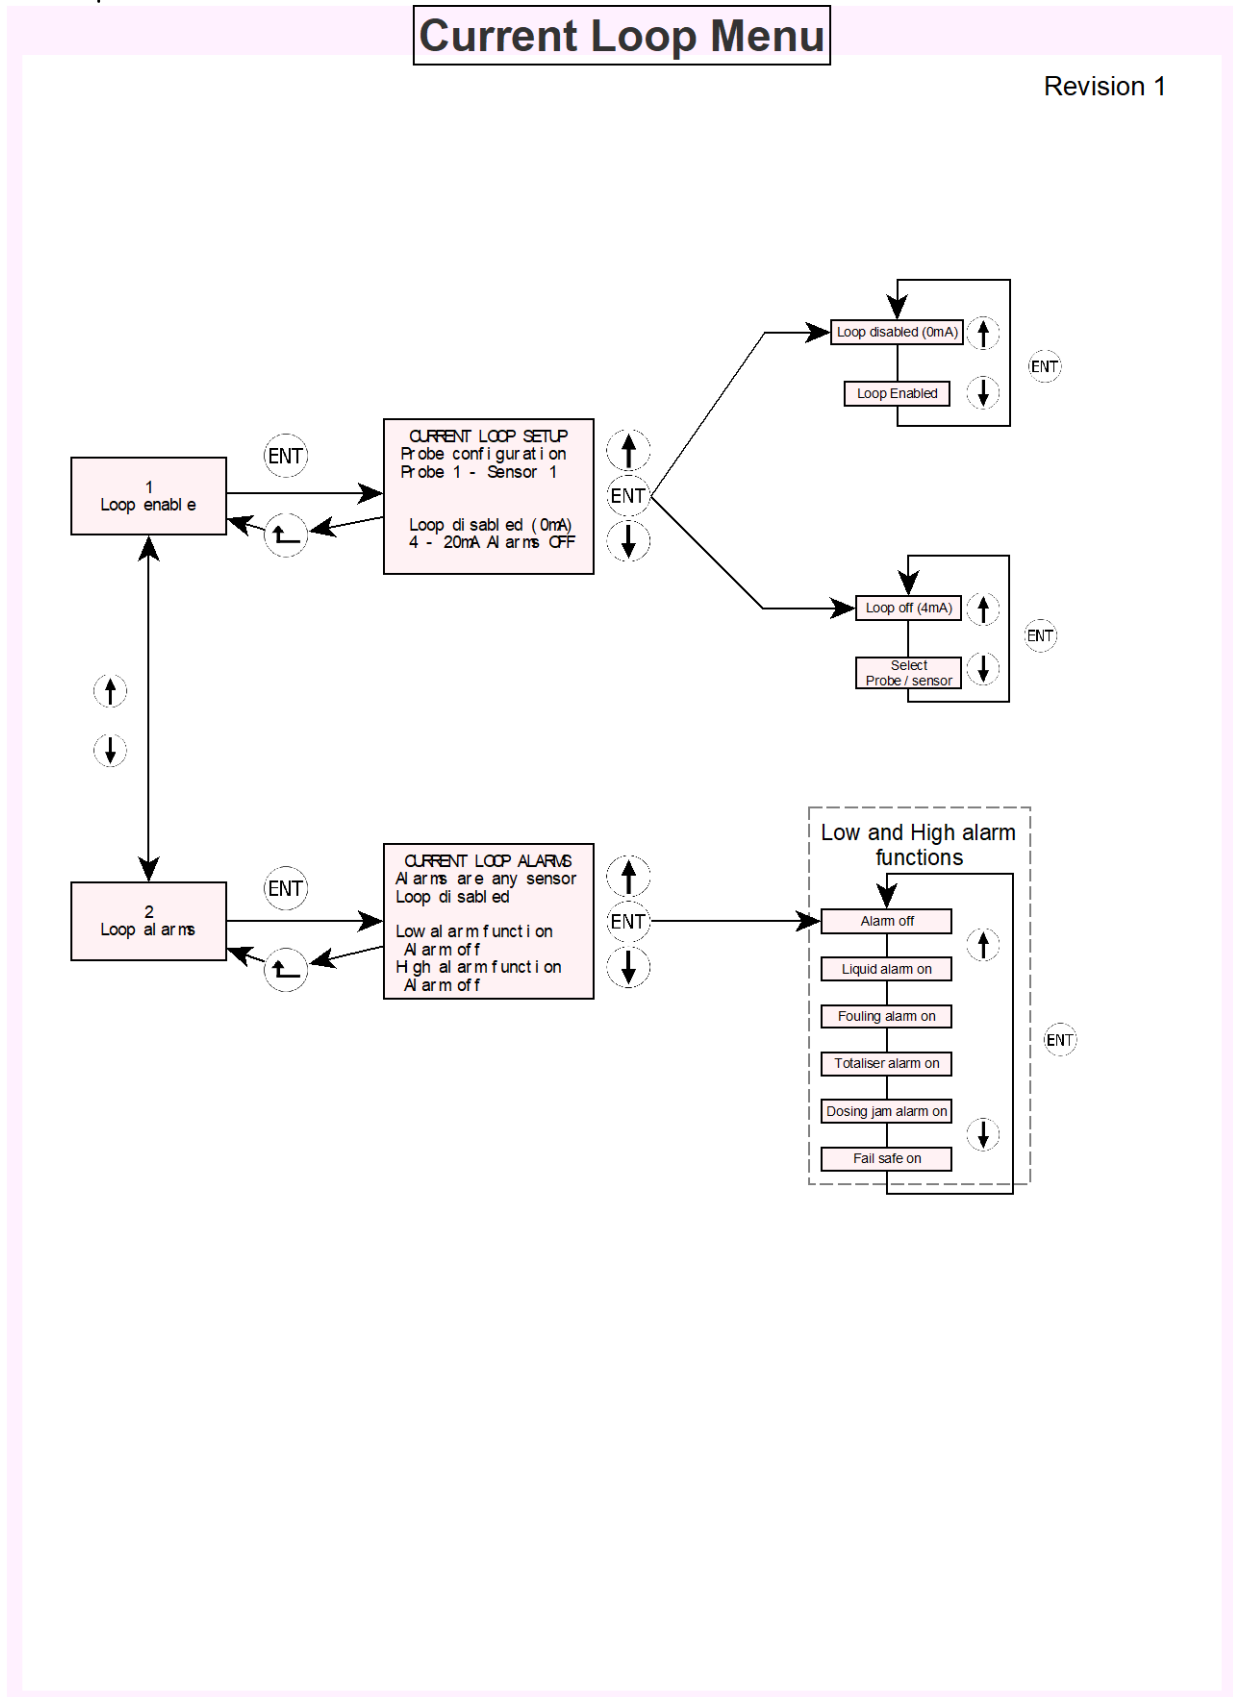 Current Loop Menu
Revision 1
Loop disabled (0mA)
Loop Enabled
ENT
ENT
CURRENT LOOP SETUP
Probe configuration
Probe 1 - Sensor 1
Loop disabled (0mA)
4 - 20mA Alarms OFF
ENT
1
Loop enable
Loop off (4mA)
Select
Probe / sensor
ENT
2
Loop alarms
ENT
CURRENT LOOP ALARMS
Alarms are any sensor
Loop disabled
Low alarm function
Alarm off
High alarm function
Alarm off
ENT
Low and High alarm
functions
Alarm off
Liquid alarm on
Fouling alarm on
Totaliser alarm on
Dosing jam alarm on
Fail safe on
ENT